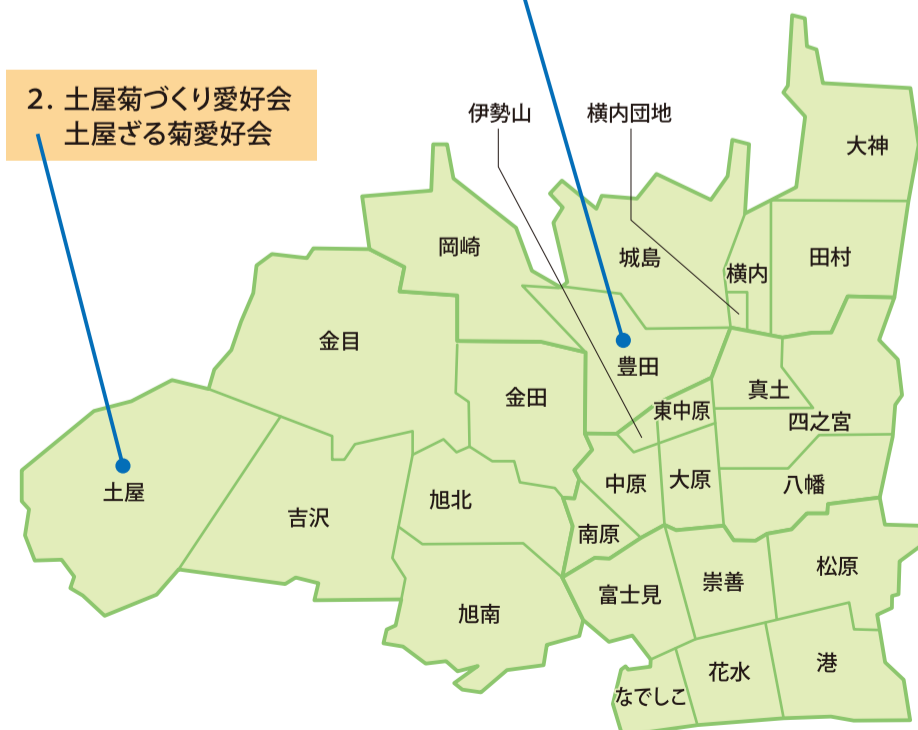 2. 土屋菊づくり愛好会
土屋ざる菊愛好会
伊勢山
横内団地
大神
岡崎
城島
横内
田村
金目
豊田
金田
東中原
真土
四之宮
土屋
吉沢
旭北
中原
大原
八幡
南原
旭南
富士見
崇善
松原
なでしこ
花水
港